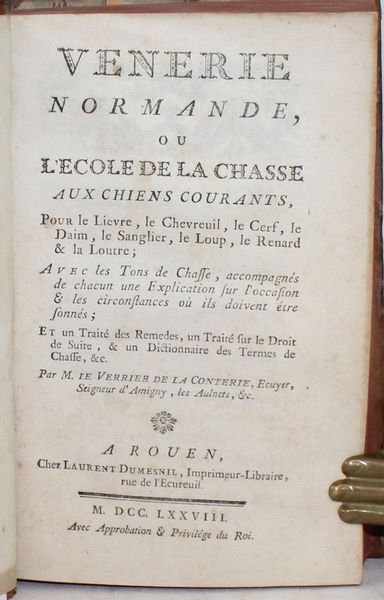 VENERIE
NORMANDE,
OU
L'ECOLE DE LA CHASSE
AUX CHIENS COURANTS,
POUR le Lievre, le Chevreuil, le Cerf, le
Daim, le Sanglier, le Loup, le Renard
& la Loutre;
AVEC les Tons de Chaſſe, accompagnés
de chacun une Explication ſur l'occaſion
& les circonſtances où ils doivent être
ſonnés;
ET un Traité des Remedes, un Traité ſur le Droit
de Suite, & un Dictionnaire des Termes de
Chaſſe, &c.
Par M. LE VERRIER DE LA CONTERIE, Ecuyer,
Seigneur d'Amigny, les Aulnets, &c.
A ROUEN,
Chez LAURENT DUMESNIL, Imprimeur-Libraire,
rue de l'Ecureuil.
M. DCC. LXXVIII.
Avec Approbation & Privilége du Roi.